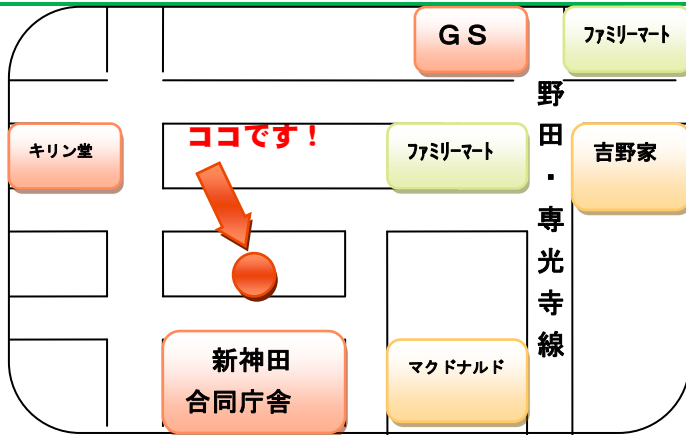 ＧＳ
ﾌｧﾐﾘｰﾏｰﾄ
キリン堂
ココです！
ﾌｧﾐﾘｰﾏｰﾄ
吉野家
野田・専光寺線
新神田
合同庁舎
マクドナルド